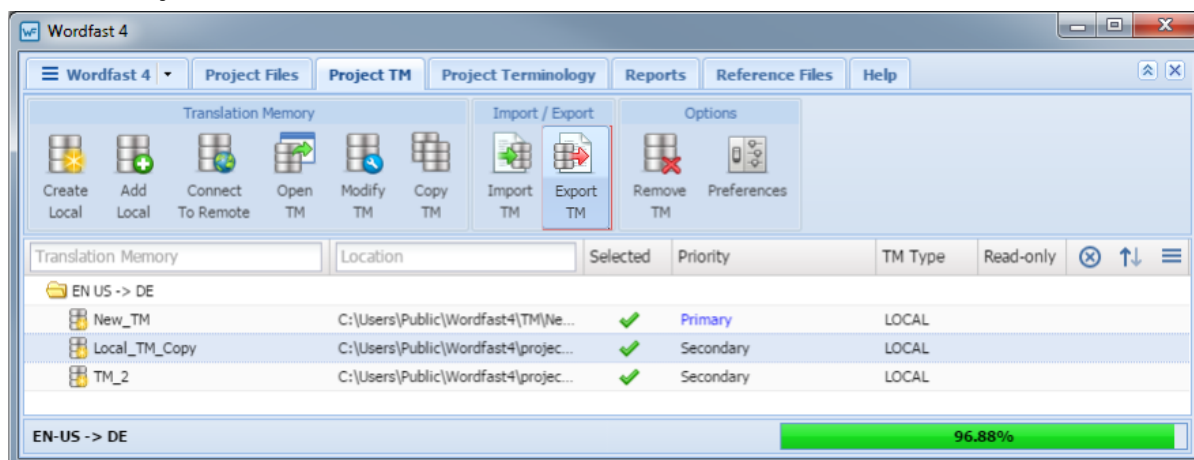 Wordfast 4
Wordfast 4 Project Files Project TM Project Terminology Reports Reference Files Help
Translation Memory Import / Export Options
Create Local Add Local Connect To Remote Open TM Modify TM Copy TM Import TM Export TM Remove TM Preferences
Translation Memory Location Selected Priority TM Type Read-only
EN US -> DE
New_TM C:\Users\Public\Wordfast4\TM\Ne... Primary LOCAL
Local_TM_Copy C:\Users\Public\Wordfast4\projec... Secondary LOCAL
TM_2 C:\Users\Public\Wordfast4\projec... Secondary LOCAL
EN-US -> DE 96.88%